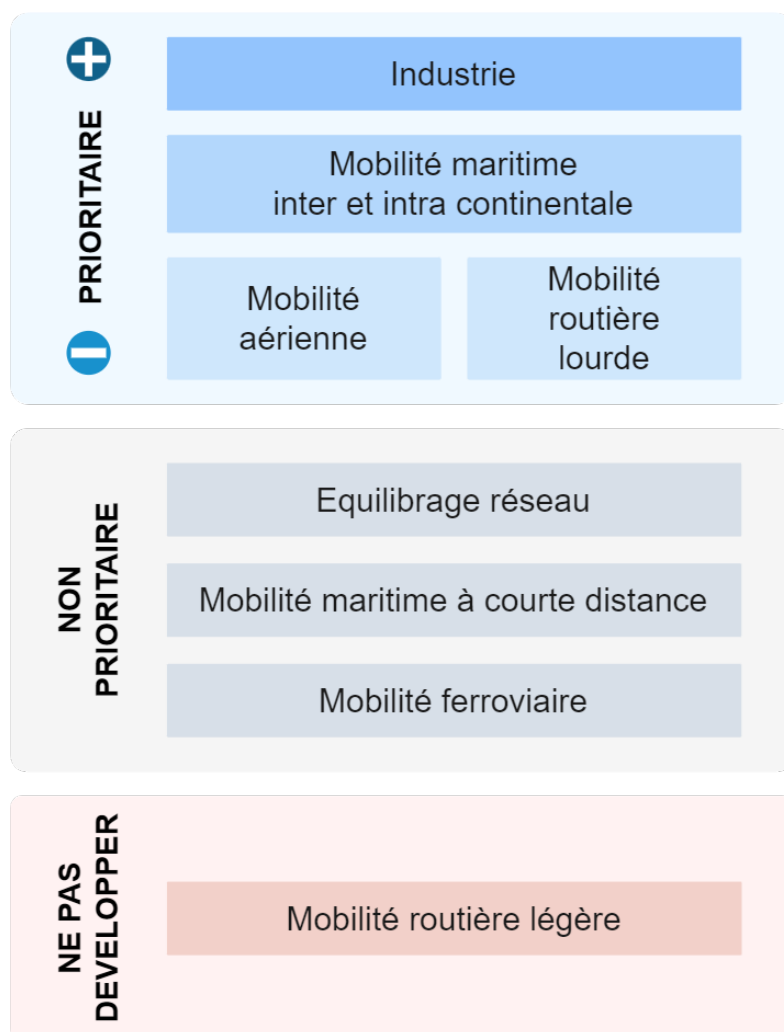 PRIORITAIRE
Industrie
Mobilité maritime
inter et intra continentale
Mobilité
aérienne
Mobilité
routière
lourde
NON
PRIORITAIRE
Equilibrage réseau
Mobilité maritime à courte distance
Mobilité ferroviaire
NE PAS
DEVELOPPER
Mobilité routière légère